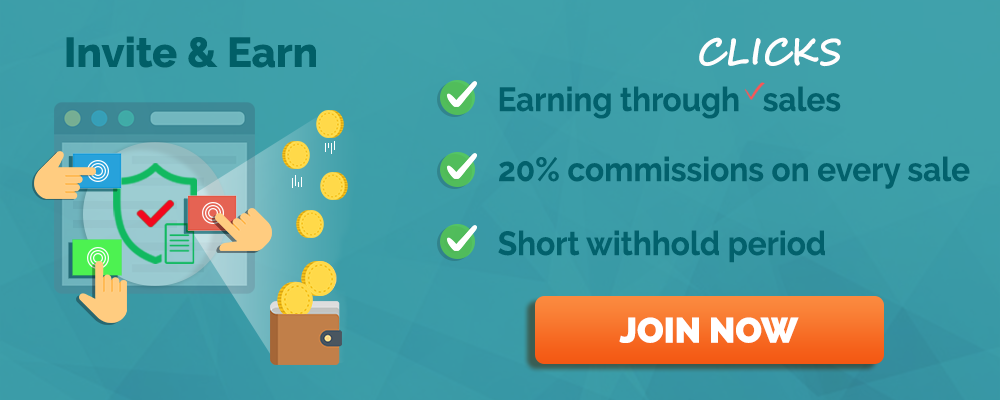 Invite & Earn
CLICKS
Earning through sales
20% commissions on every sale
Short withhold period
JOIN NOW